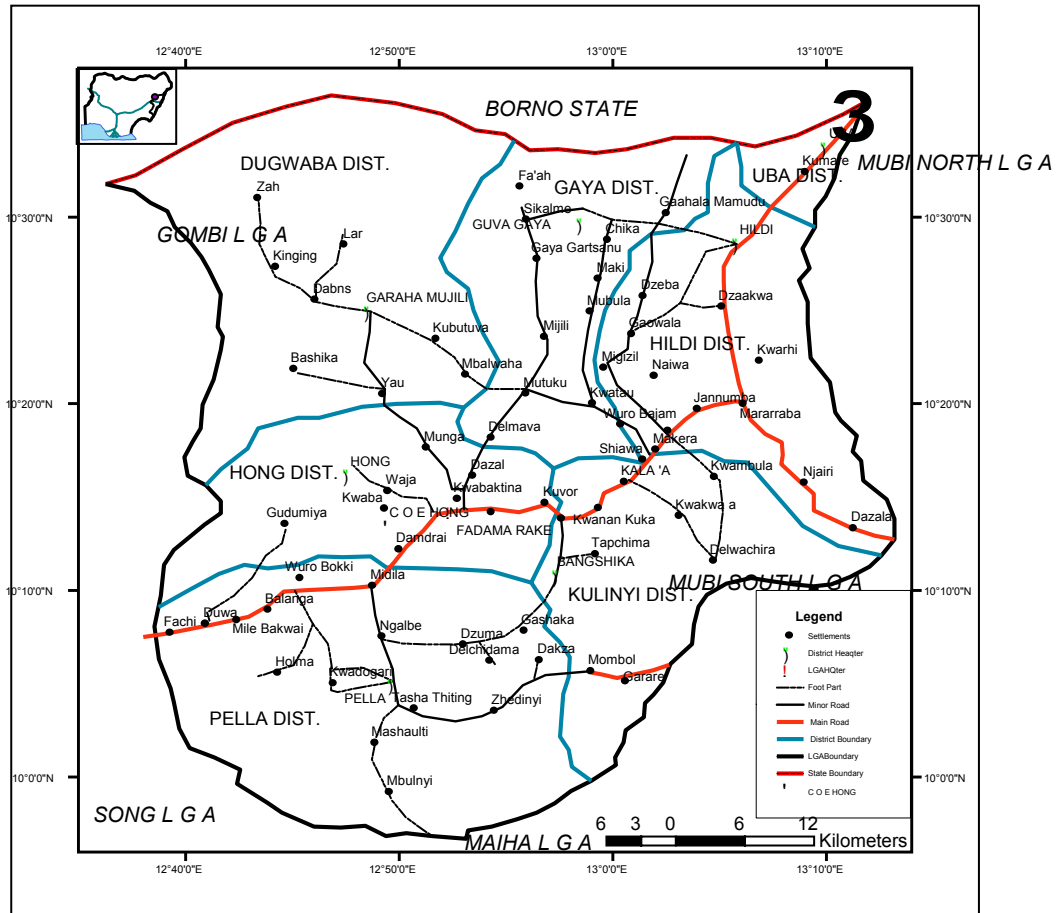 12°40'0"E
12°50'0"E
13°0'0"E
13°10'0"E
BORNO STATE
3
MUBI NORTH L G A
DUGWABA DIST.
Fa'ah
GAYA DIST.
UBA DIST.
Kumare
Zah
Sikalme
Gaahala Mamudu
10°30'0"N
10°30'0"N
GUVA GAYA
Chika
HILDI
GOMBI L G A
Lar
Gaya Gartsanu
Kinging
Maki
Dzeba
Dabns
GARAHA MUJILI
Mubula
Dzaakwa
Kubutuva
Mijili
Gaowala
HILDI DIST.
Kwarhi
Bashika
Mbalwaha
Migizil
Naiwa
Yau
Mutuku
Kwatau
Jannumba
10°20'0"N
10°20'0"N
Wuro Bajam
Mararraba
Munga
Delmava
Shiawa
Makera
HONG DIST.
HONG
Dazal
KALA 'A
Kwambula
Njairi
Waja
Kwabaktina
Kwaba
Kuvor
Kwakwa a
Gudumiya
C O E HONG
FADAMA RAKE
Kwanan Kuka
Dazala
Damdrai
Tapchima
Delwachira
BANGSHIKA
10°10'0"N
10°10'0"N
Wuro Bokki
Midila
MUBI SOUTH L G A
KULINYI DIST.
Balanga
Fachi
Duwa
Mile Bakwai
Ngalbe
Dzuma
Gashaka
Delchidama
Dakza
Holma
Kwadogari
Mombol
Garare
PELLA
Tasha Thiting
Zhedinyi
PELLA DIST.
Mashaulti
10°0'0"N
10°0'0"N
Mbulnyi
SONG L G A
MAIHA L G A
Legend
Settlements
District Heaqter
LGAHQter
Foot Part
Minor Road
Main Road
District Boundary
LGABoundary
State Boundary
C O E HONG
6 3 0 6 12
Kilometers
12°40'0"E
12°50'0"E
13°0'0"E
13°10'0"E